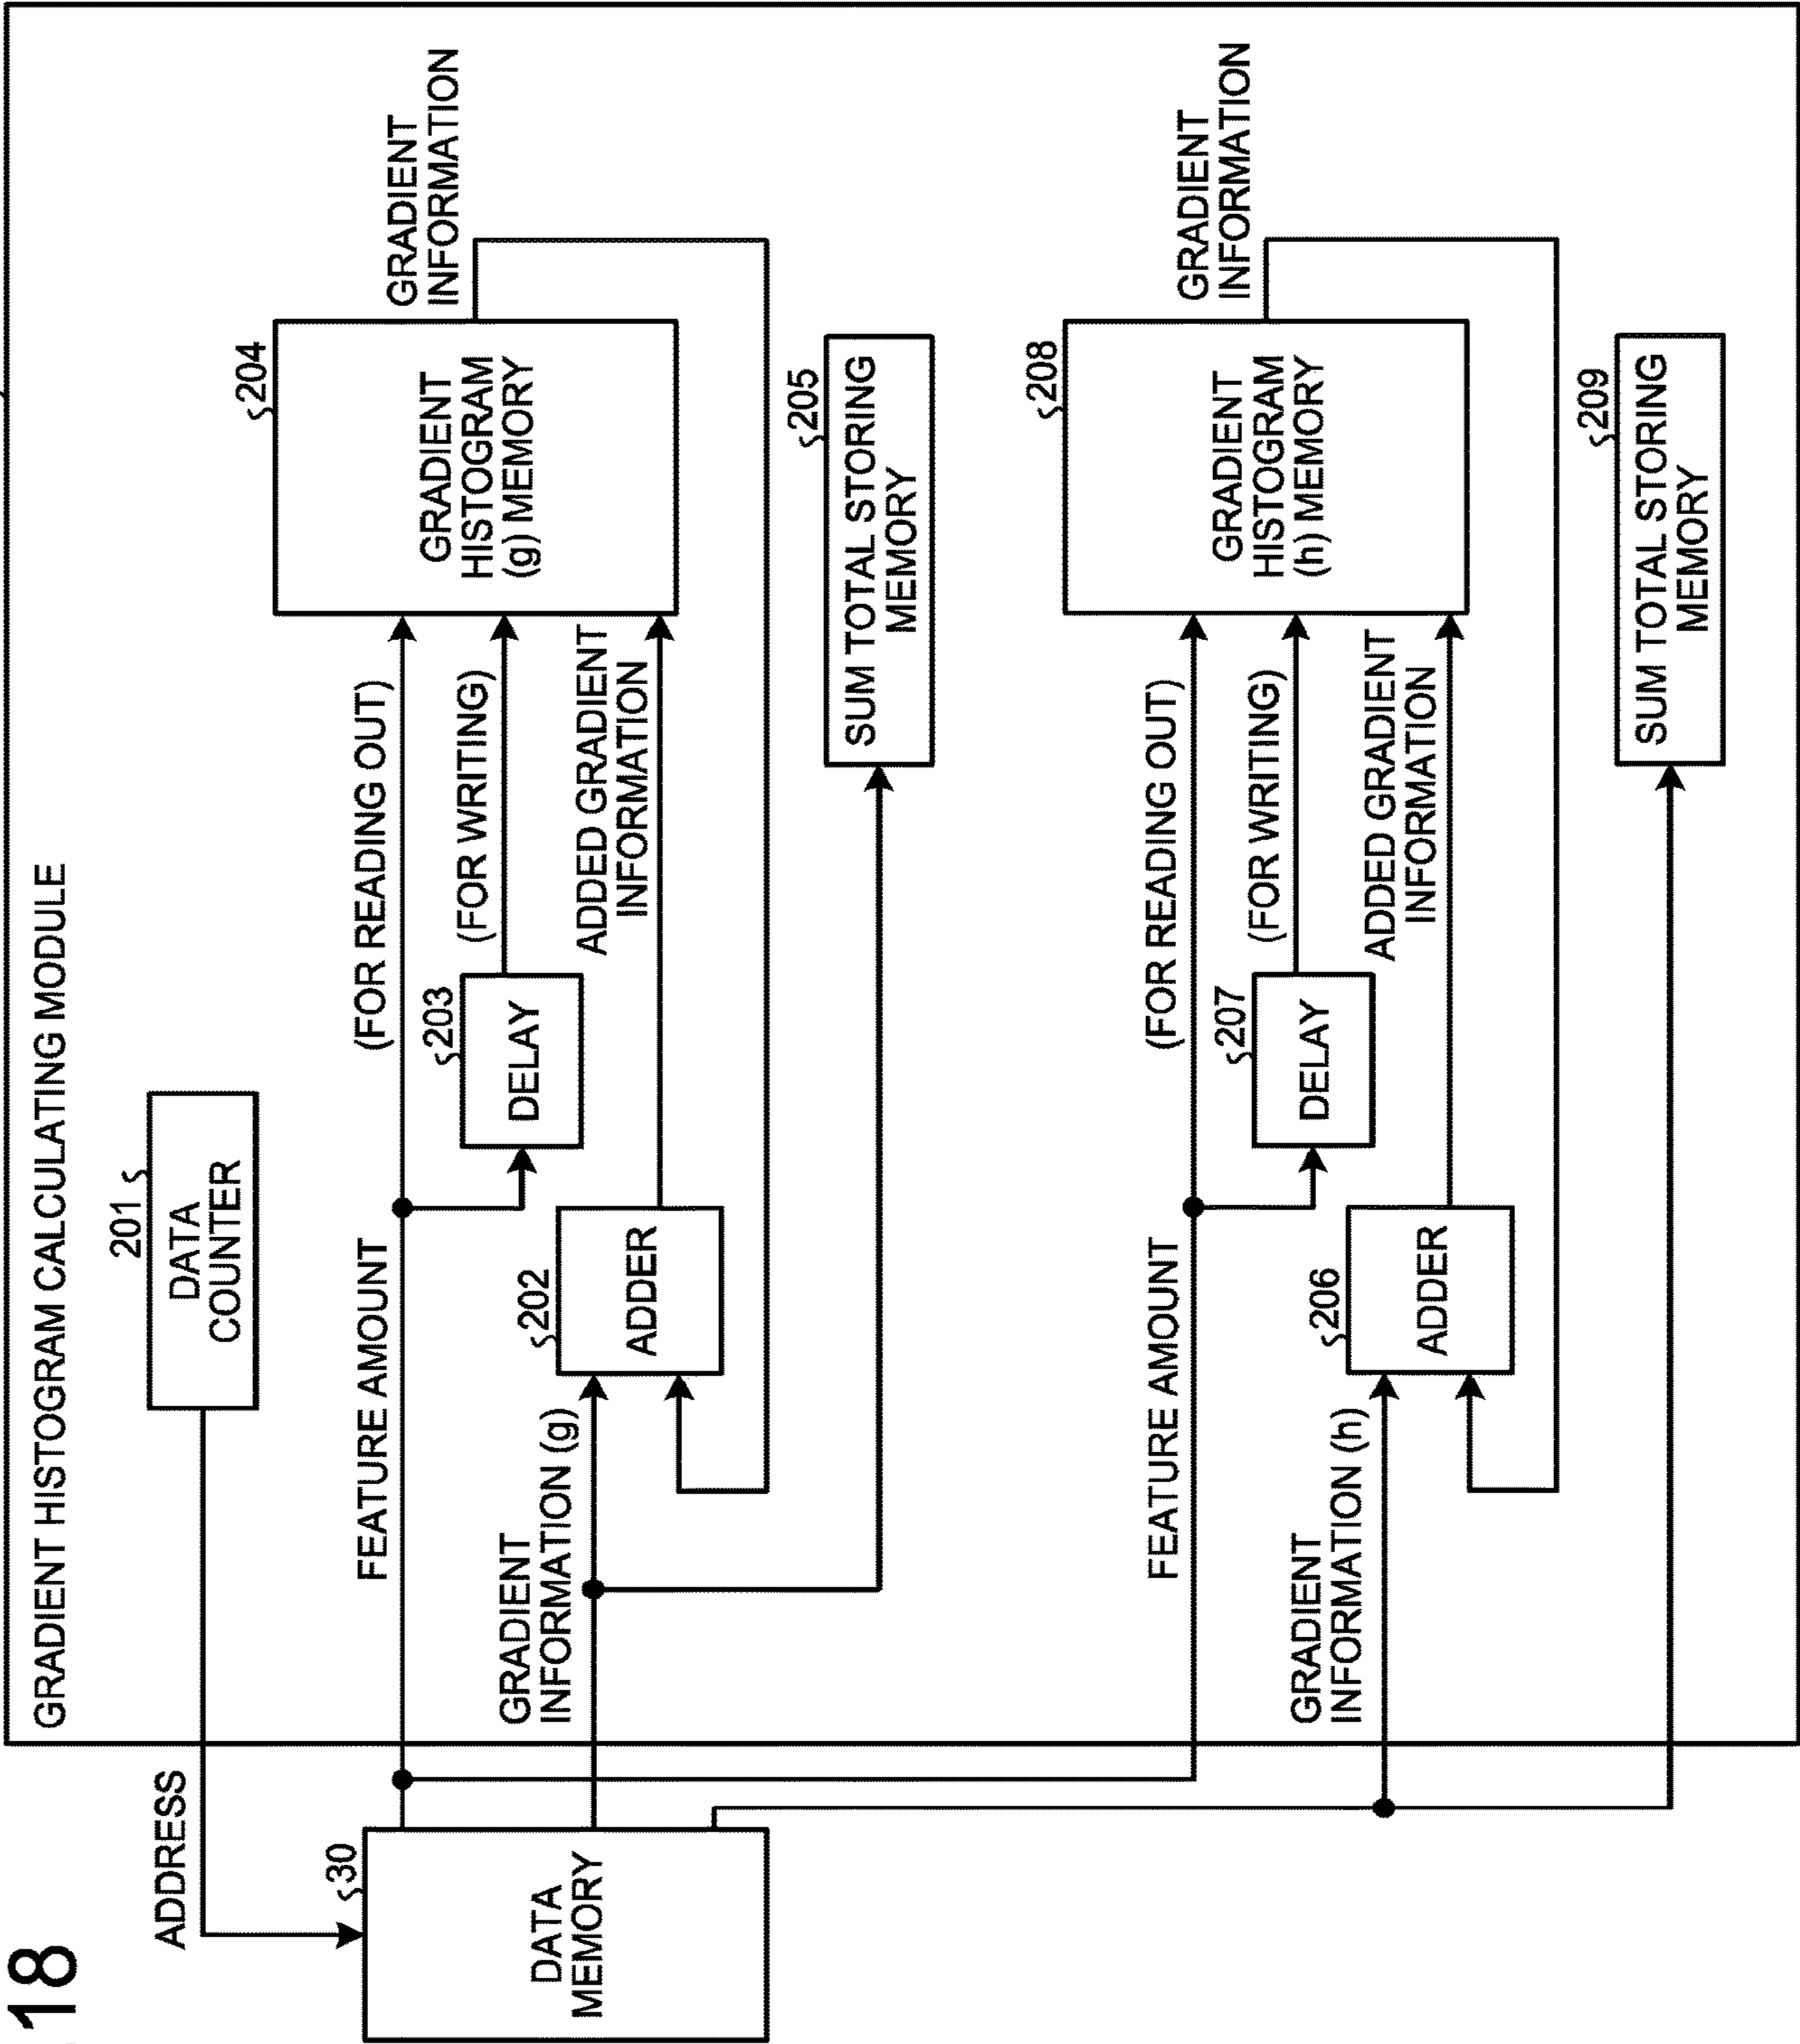 18
GRADIENT HISTOGRAM CALCULATING MODULE
ADDRESS
201
DATA
COUNTER
30
DATA
MEMORY
FEATURE AMOUNT
(FOR READING OUT)
203
DELAY
(FOR WRITING)
204
GRADIENT
HISTOGRAM
(g) MEMORY
GRADIENT
INFORMATION
GRADIENT
INFORMATION (g)
202
ADDER
ADDED GRADIENT
INFORMATION
205
SUM TOTAL STORING
MEMORY
FEATURE AMOUNT
(FOR READING OUT)
207
DELAY
(FOR WRITING)
208
GRADIENT
HISTOGRAM
(h) MEMORY
GRADIENT
INFORMATION
GRADIENT
INFORMATION (h)
206
ADDER
ADDED GRADIENT
INFORMATION
209
SUM TOTAL STORING
MEMORY